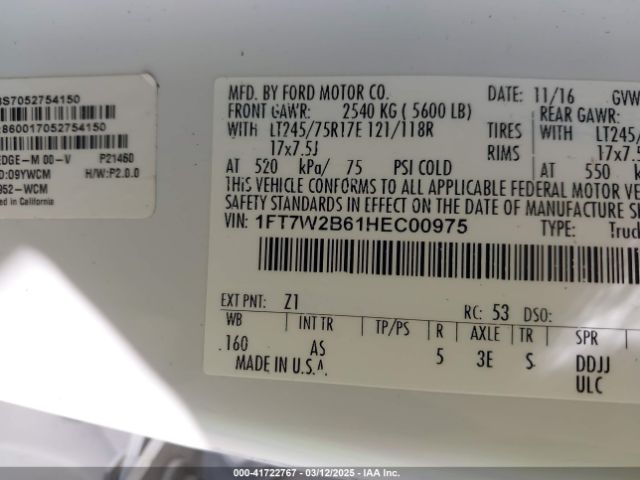 S7052754150
860017052754150
EDGE-M 00-V P21460
D:09YWCM H/W:P2.0.0
952-WCM
ed in California
MFD. BY FORD MOTOR CO. DATE: 11/16 GVW
FRONT GAWR: 2540 KG ( 5600 LB) REAR GAWR:
WITH LT245/75R17E 121/118R TIRES WITH LT245/
17x7.5J RIMS 17x7.5
AT 520 kPa/ 75 PSI COLD AT 550 k
THIS VEHICLE CONFORMS TO ALL APPLICABLE FEDERAL MOTOR VE
SAFETY STANDARDS IN EFFECT ON THE DATE OF MANUFACTURE SH
VIN: 1FT7W2B61HEC00975 TYPE: Truc
EXT PNT: Z1 RC: 53 DSO:
WB INT TR TP/PS R AXLE TR SPR
.160 AS 5 3E S DDJJ
MADE IN U.S.A. ULC
000-41722767 - 03/12/2025 - IAAI.COM